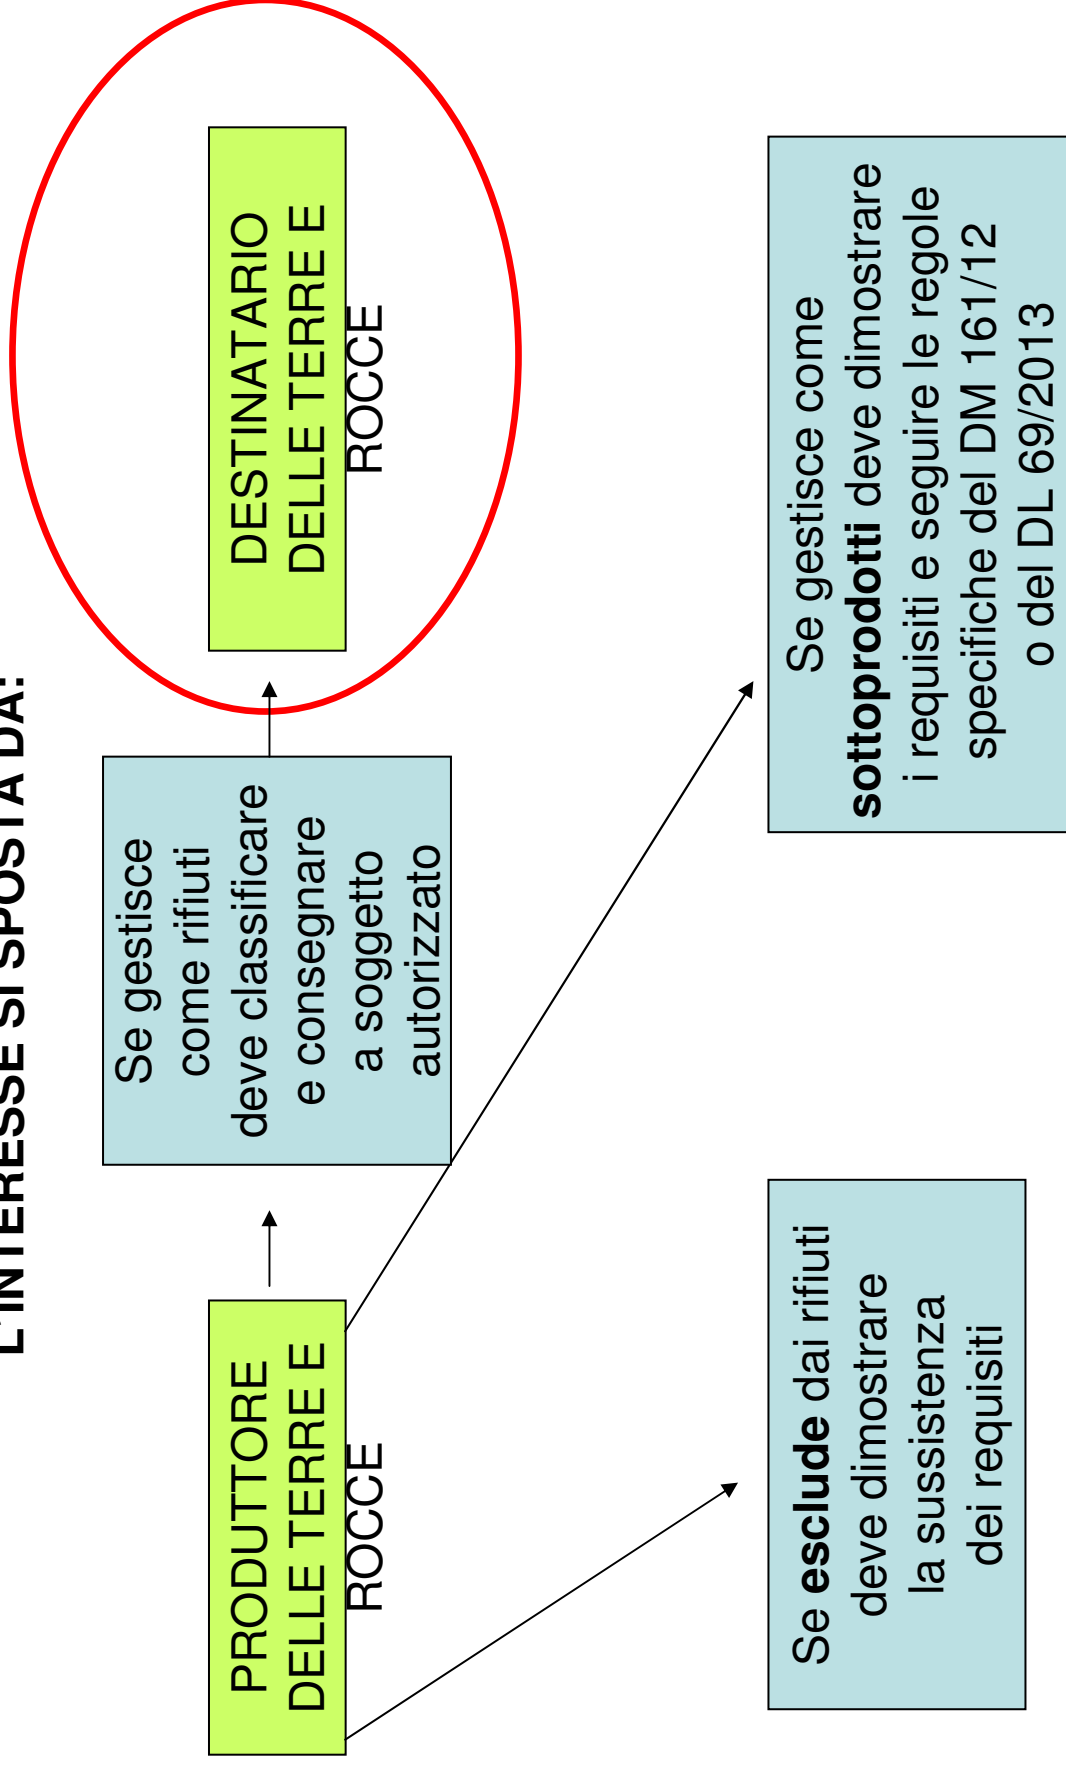 L'INTERESSE SI SPOSTA DA:
PRODUTTORE
DELLE TERRE E
ROCCE
Se gestisce
come rifiuti
deve classificare
e consegnare
a soggetto
autorizzato
DESTINATARIO
DELLE TERRE E
ROCCE
Se esclude dai rifiuti
deve dimostrare
la sussistenza
dei requisiti
Se gestisce come
sottoprodotti deve dimostrare
i requisiti e seguire le regole
specifiche del DM 161/12
o del DL 69/2013